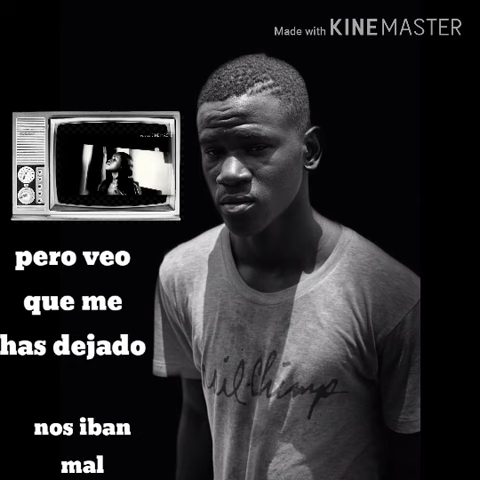 Made with KINEMASTER
pero veo
que me
has dejado
nos iban
mal